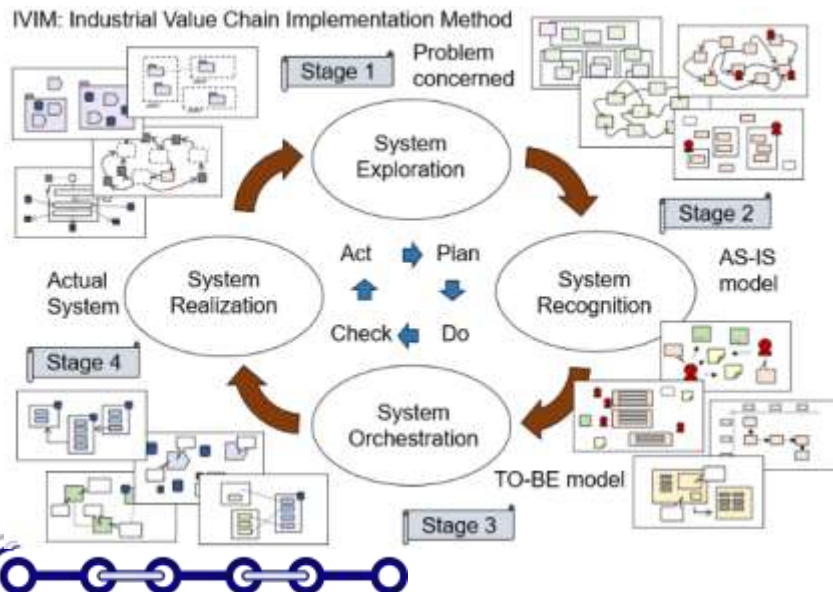 IVIM: Industrial Value Chain Implementation Method
Stage 1
Problem
concerned
System
Exploration
Stage 2
AS-IS
model
System
Recognition
Act
Plan
Check
Do
Actual
System
System
Realization
Stage 4
System
Orchestration
TO-BE model
Stage 3